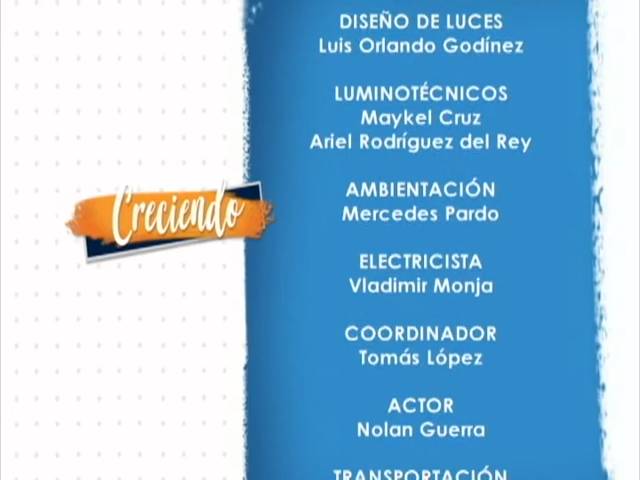 DISEÑO DE LUCES
Luis Orlando Godínez
LUMINOTÉCNICOS
Maykel Cruz
Ariel Rodríguez del Rey
AMBIENTACIÓN
Mercedes Pardo
Creciendo
ELECTRICISTA
Vladimir Monja
COORDINADOR
Tomás López
ACTOR
Nolan Guerra
TRANSPORTACIÓN